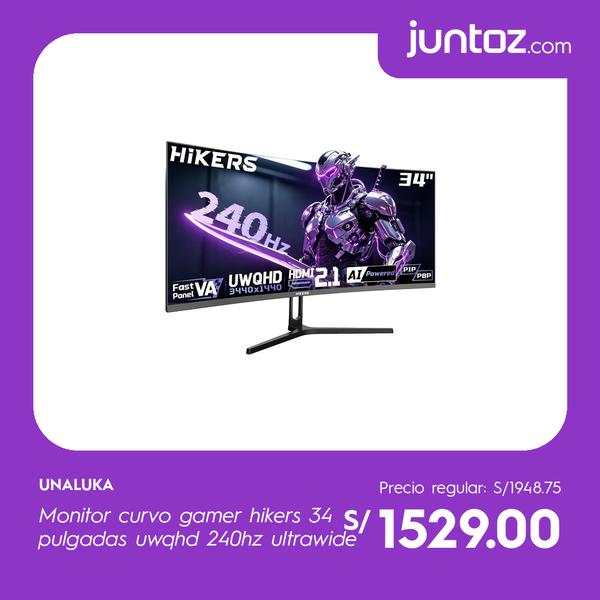 juntoz.com
HiKERS
34"
240Hz
Fast Panel VA
UWQHD
3440x1440
HDMI 2.1
AI Powered
PIP
PBP
HIKERS
UNALUKA
Precio regular: S/1948.75
Monitor curvo gamer hikers 34
pulgadas uwqhd 240hz ultrawide
S/ 1529.00